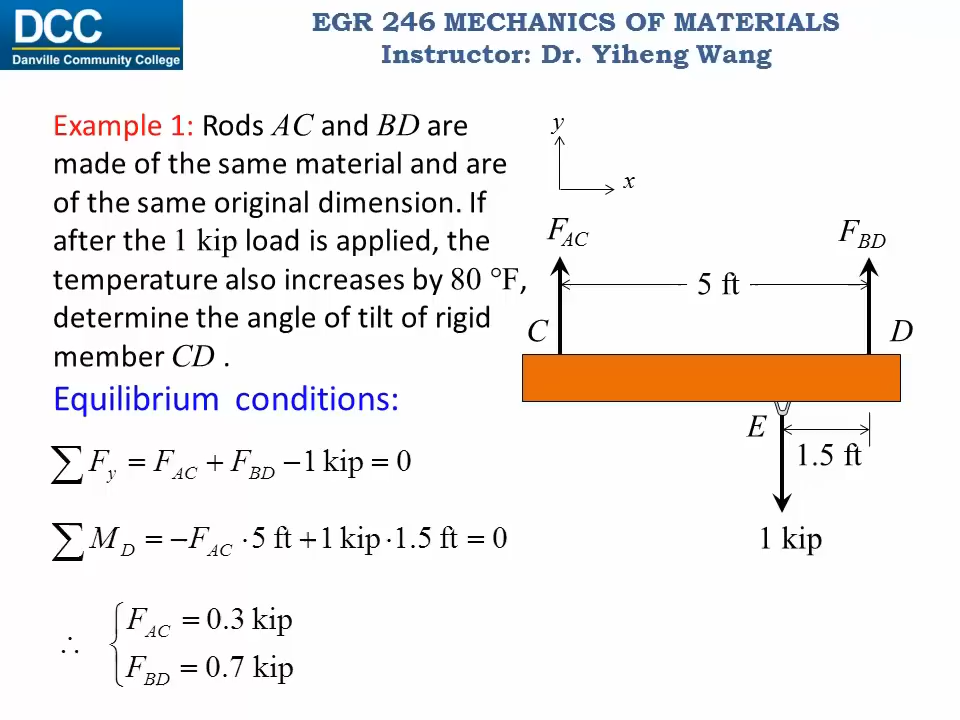 DCC
Danville Community College
EGR 246 MECHANICS OF MATERIALS
Instructor: Dr. Yiheng Wang
Example 1: Rods AC and BD are
made of the same material and are
of the same original dimension. If
after the 1 kip load is applied, the
temperature also increases by 80 °F,
determine the angle of tilt of rigid
member CD .
Equilibrium conditions:
∑ F_y = F_AC + F_BD − 1 kip = 0
∑ M_D = −F_AC · 5 ft + 1 kip · 1.5 ft = 0
∴ { F_AC = 0.3 kip
F_BD = 0.7 kip
y
x
F_AC
F_BD
5 ft
C
D
E
1.5 ft
1 kip